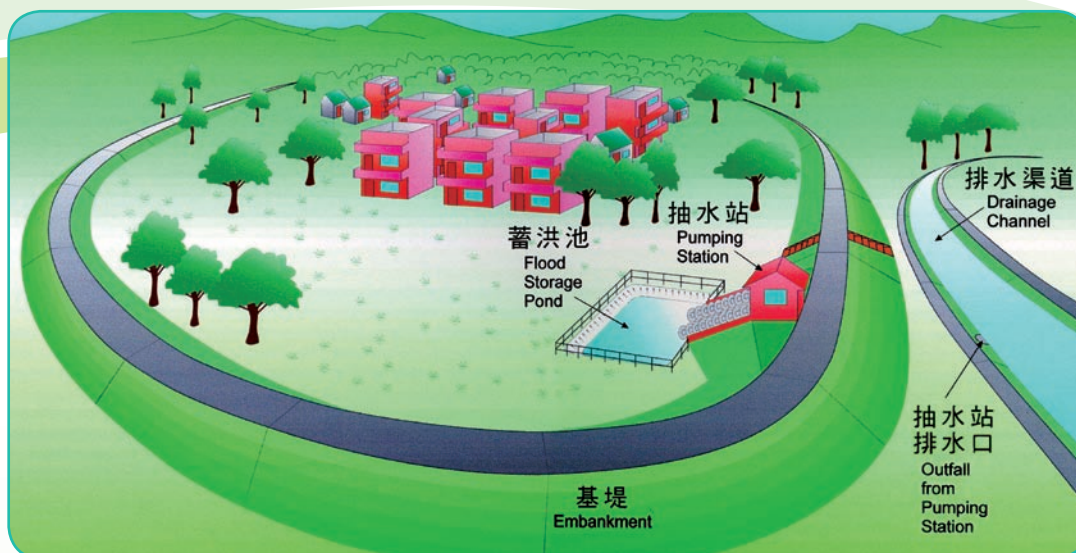 排水渠道
Drainage
Channel
抽水站
Pumping
Station
蓄洪池
Flood
Storage
Pond
抽水站
排水口
Outfall
from
Pumping
Station
基堤
Embankment